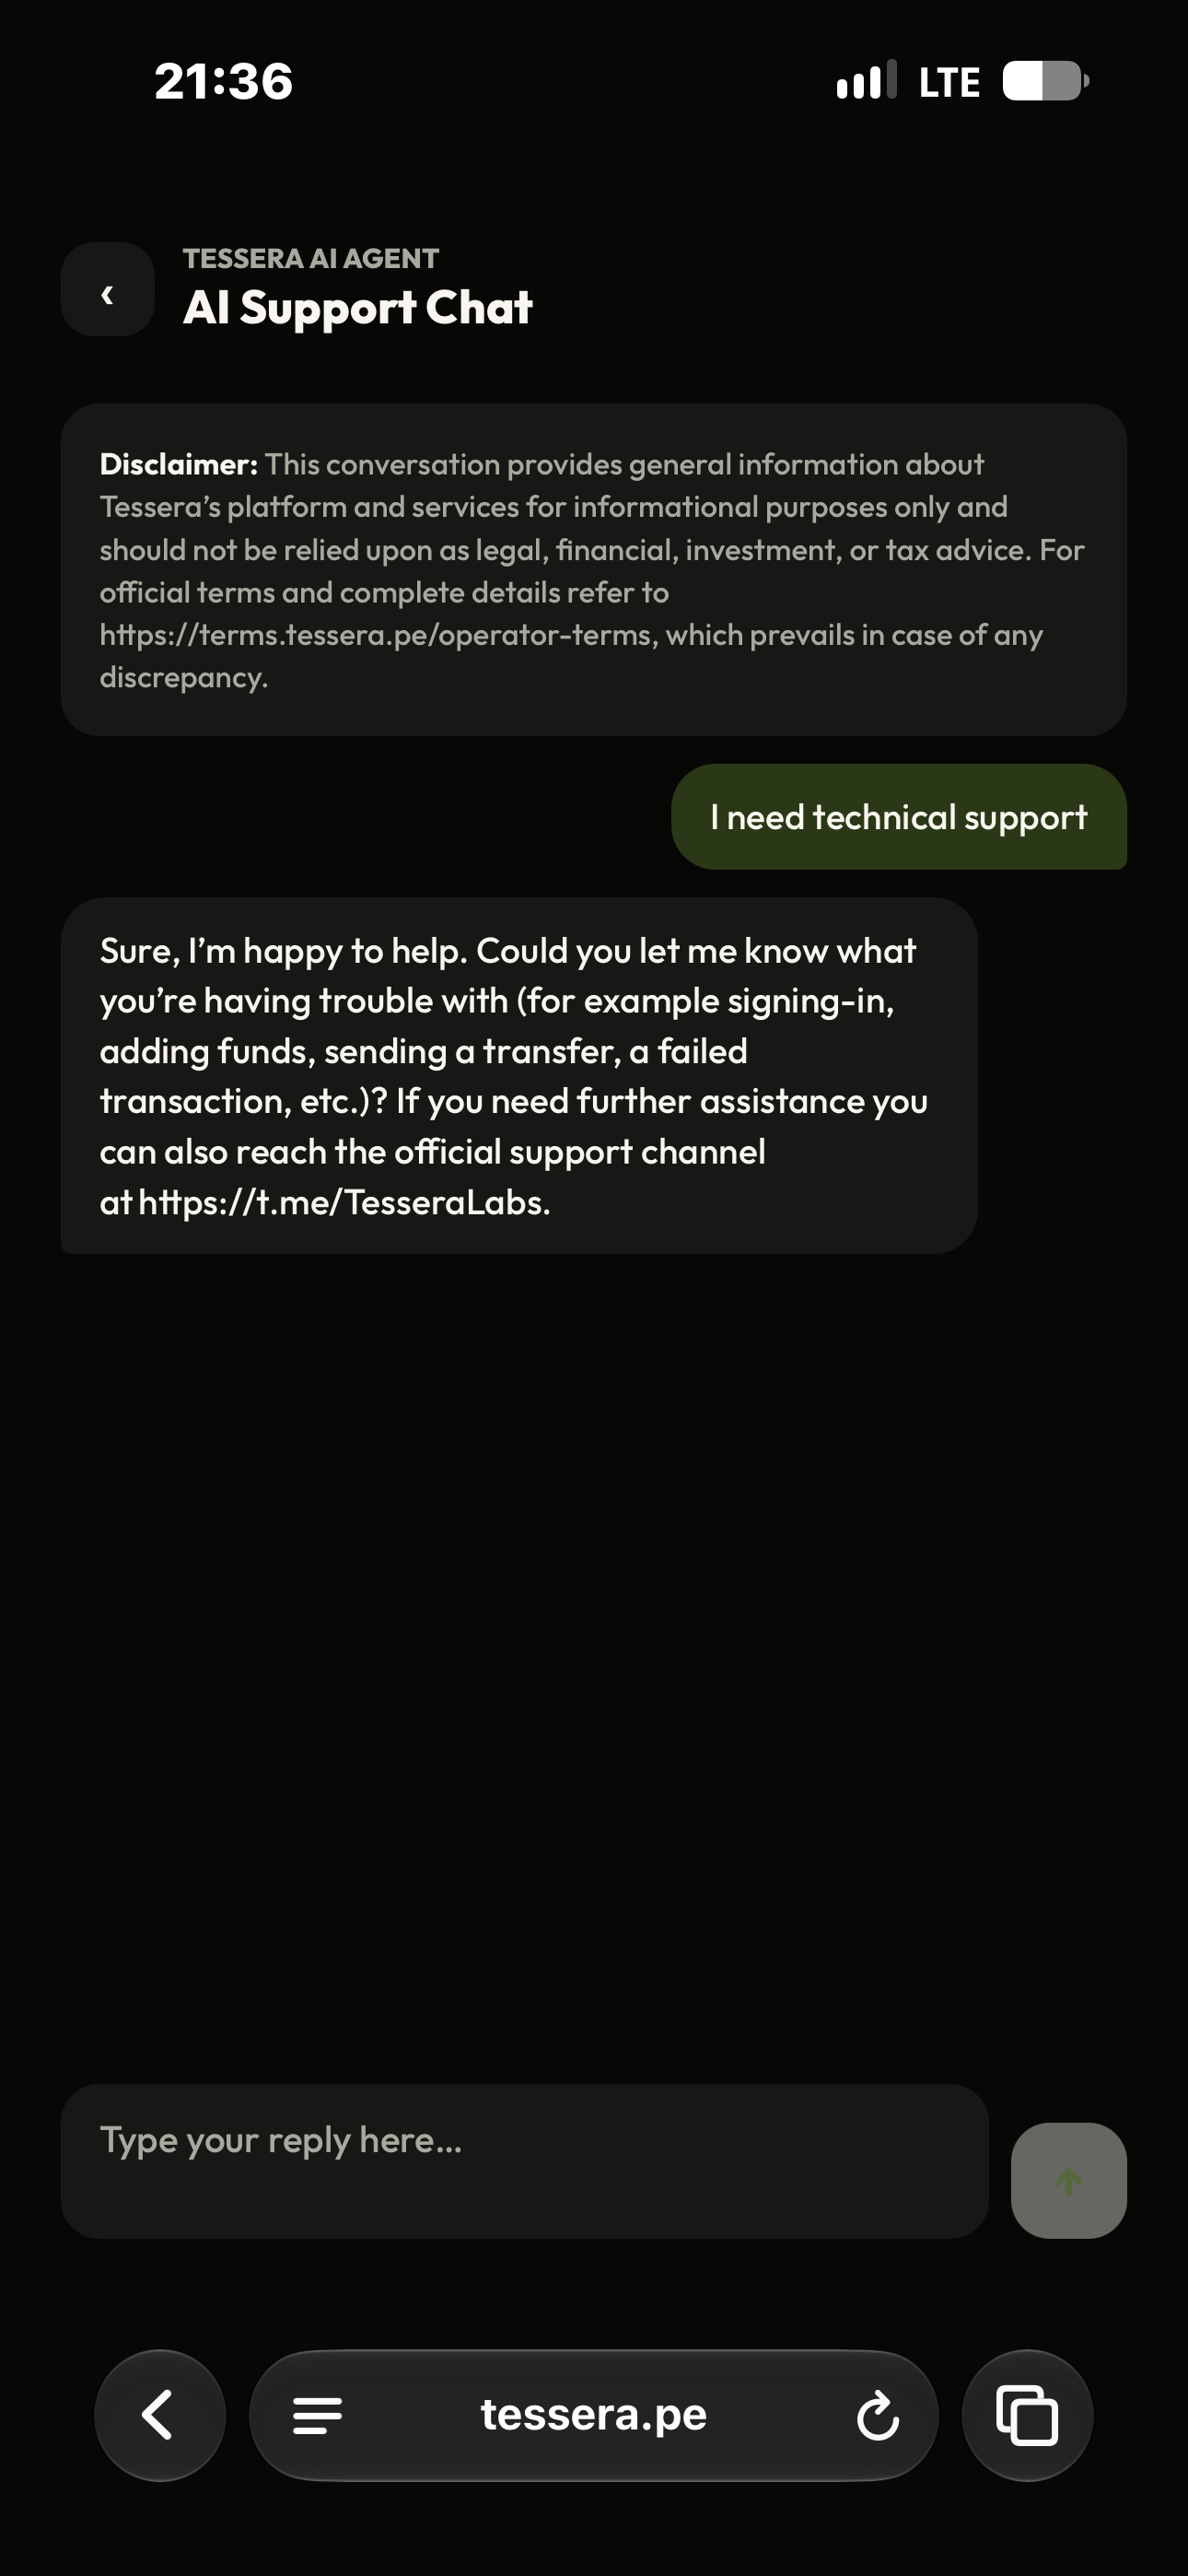 21:36
LTE
‹
TESSERA AI AGENT
AI Support Chat
Disclaimer: This conversation provides general information about
Tessera’s platform and services for informational purposes only and
should not be relied upon as legal, financial, investment, or tax advice. For
official terms and complete details refer to
https://terms.tessera.pe/operator-terms, which prevails in case of any
discrepancy.
I need technical support
Sure, I’m happy to help. Could you let me know what
you’re having trouble with (for example signing-in,
adding funds, sending a transfer, a failed
transaction, etc.)? If you need further assistance you
can also reach the official support channel
at https://t.me/TesseraLabs.
Type your reply here...
tessera.pe